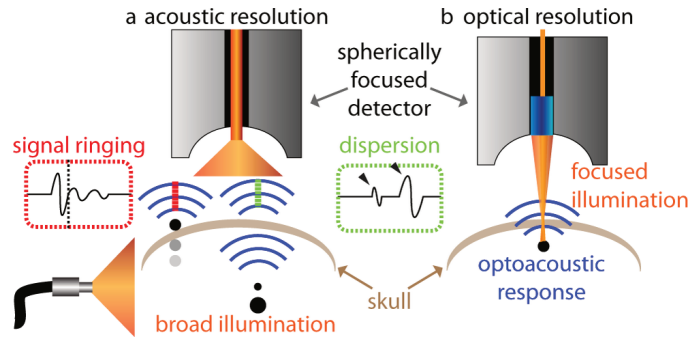 a acoustic resolution
b optical resolution
spherically
focused
detector
signal ringing
dispersion
focused
illumination
optoacoustic
response
skull
broad illumination